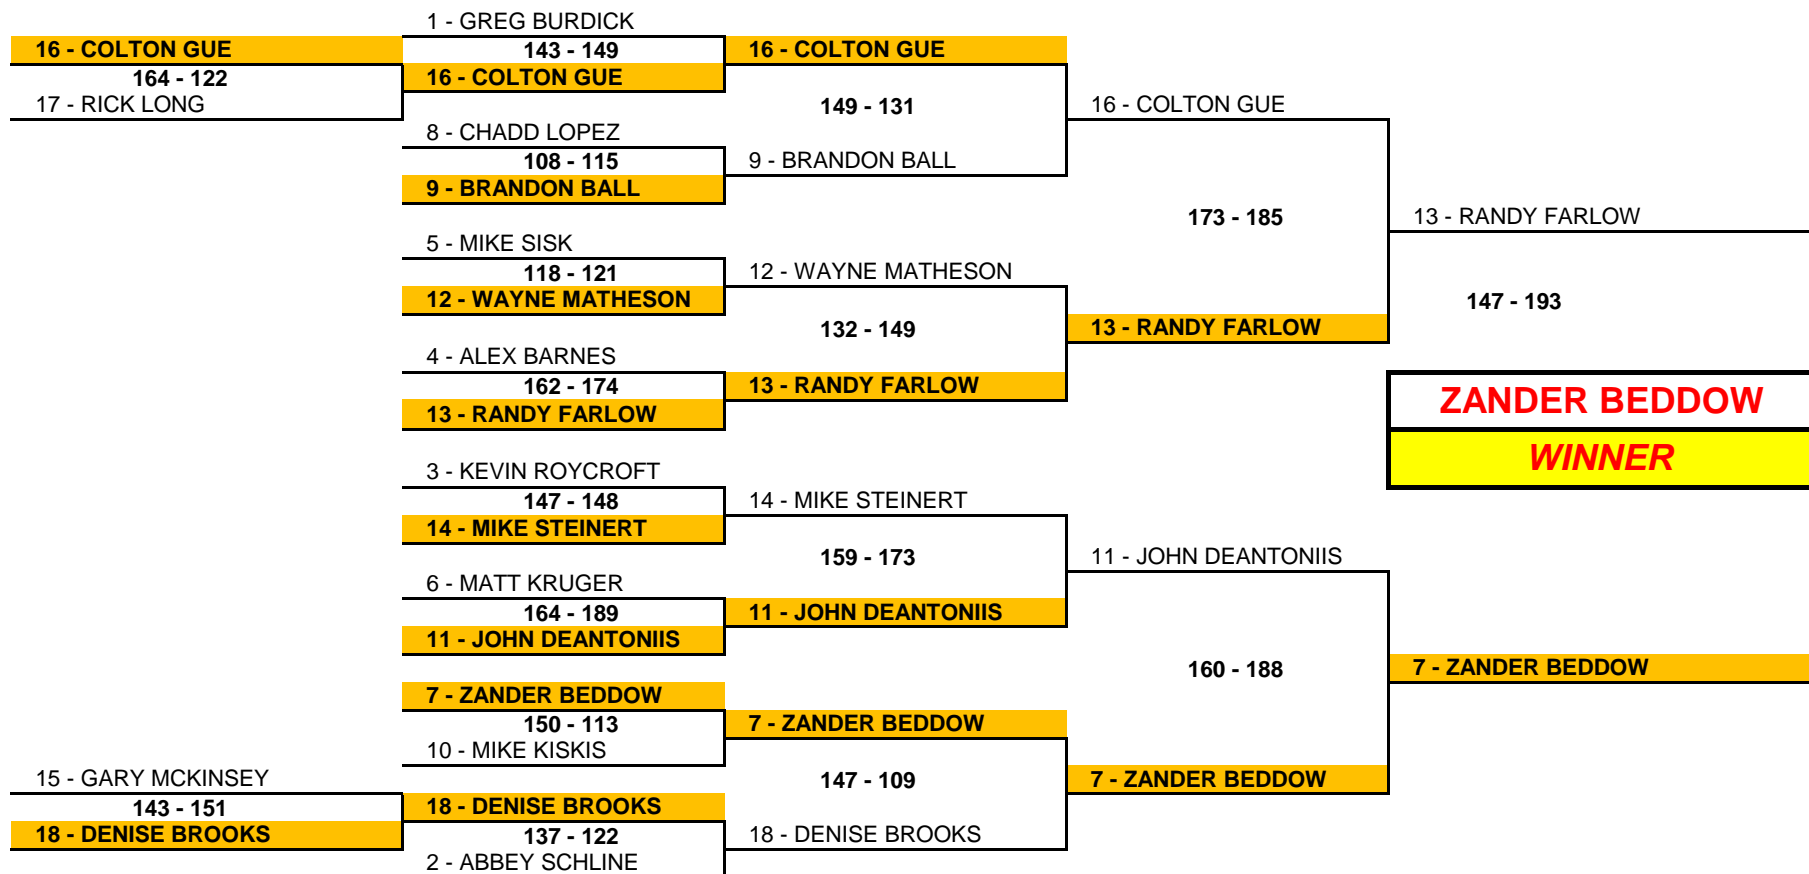 1 - GREG BURDICK
16 - COLTON GUE
143 - 149
16 - COLTON GUE
164 - 122
16 - COLTON GUE
17 - RICK LONG
149 - 131
16 - COLTON GUE
8 - CHADD LOPEZ
108 - 115
9 - BRANDON BALL
9 - BRANDON BALL
173 - 185
13 - RANDY FARLOW
5 - MIKE SISK
118 - 121
12 - WAYNE MATHESON
12 - WAYNE MATHESON
147 - 193
132 - 149
13 - RANDY FARLOW
4 - ALEX BARNES
162 - 174
13 - RANDY FARLOW
13 - RANDY FARLOW
ZANDER BEDDOW
WINNER
3 - KEVIN ROYCROFT
147 - 148
14 - MIKE STEINERT
14 - MIKE STEINERT
159 - 173
11 - JOHN DEANTONIIS
6 - MATT KRUGER
164 - 189
11 - JOHN DEANTONIIS
11 - JOHN DEANTONIIS
160 - 188
7 - ZANDER BEDDOW
7 - ZANDER BEDDOW
150 - 113
7 - ZANDER BEDDOW
10 - MIKE KISKIS
15 - GARY MCKINSEY
147 - 109
7 - ZANDER BEDDOW
143 - 151
18 - DENISE BROOKS
18 - DENISE BROOKS
137 - 122
18 - DENISE BROOKS
2 - ABBEY SCHLINE